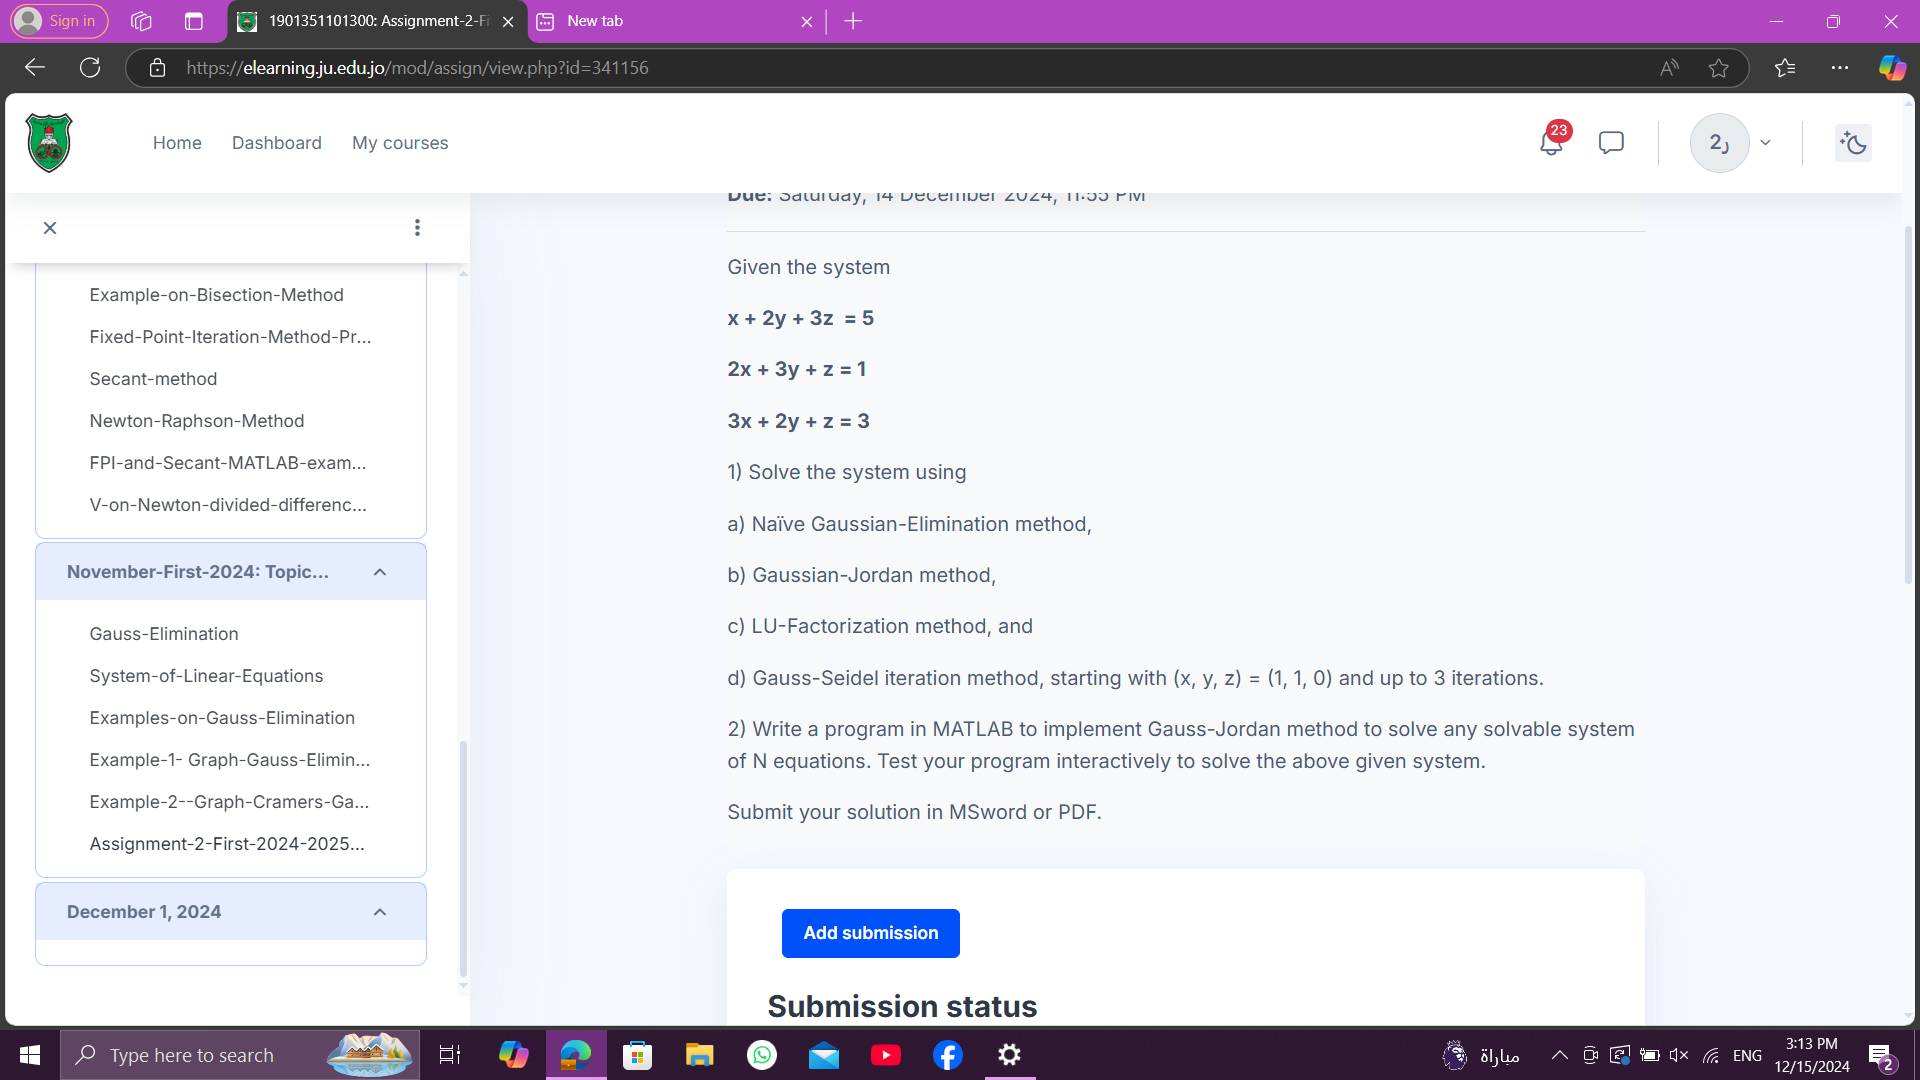 Sign in
1901351101300: Assignment-2-Fi
New tab
https://elearning.ju.edu.jo/mod/assign/view.php?id=341156
Home
Dashboard
My courses
23
ر2
Due: Saturday, 14 December 2024, 11:55 PM
Example-on-Bisection-Method
Fixed-Point-Iteration-Method-Pr...
Secant-method
Newton-Raphson-Method
FPI-and-Secant-MATLAB-exam...
V-on-Newton-divided-differenc...
November-First-2024: Topic...
Gauss-Elimination
System-of-Linear-Equations
Examples-on-Gauss-Elimination
Example-1- Graph-Gauss-Elimin...
Example-2--Graph-Cramers-Ga...
Assignment-2-First-2024-2025...
December 1, 2024
Given the system
x + 2y + 3z = 5
2x + 3y + z = 1
3x + 2y + z = 3
1) Solve the system using
a) Naïve Gaussian-Elimination method,
b) Gaussian-Jordan method,
c) LU-Factorization method, and
d) Gauss-Seidel iteration method, starting with (x, y, z) = (1, 1, 0) and up to 3 iterations.
2) Write a program in MATLAB to implement Gauss-Jordan method to solve any solvable system
of N equations. Test your program interactively to solve the above given system.
Submit your solution in MSword or PDF.
Add submission
Submission status
Type here to search
مباراة
ENG
3:13 PM
12/15/2024
2